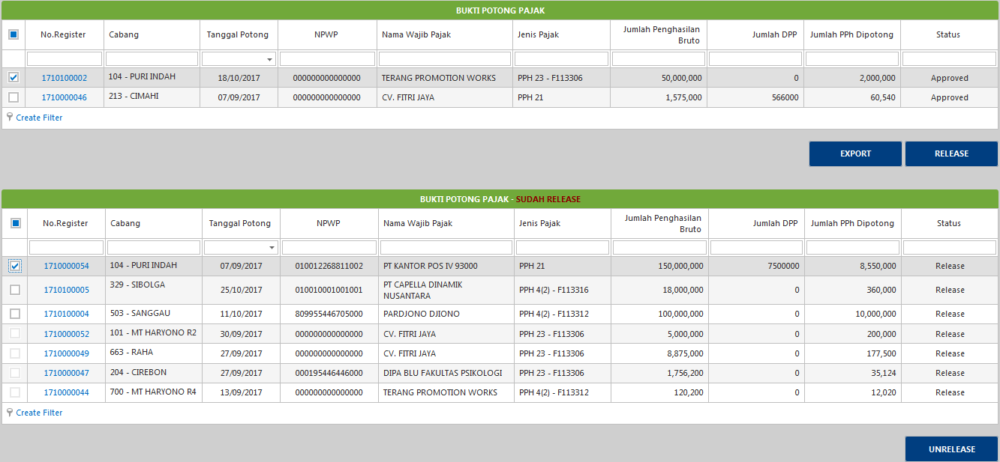 BUKTI POTONG PAJAK
No.Register Cabang Tanggal Potong NPWP Nama Wajib Pajak Jenis Pajak Jumlah Penghasilan Bruto Jumlah DPP Jumlah PPh Dipotong Status
1710100002 104 - PURI INDAH 18/10/2017 000000000000000 TERANG PROMOTION WORKS PPH 23 - F113306 50,000,000 0 2,000,000 Approved
1710000046 213 - CIMAHI 07/09/2017 000000000000000 CV. FITRI JAYA PPH 21 1,575,000 566000 60,540 Approved
Create Filter
EXPORT RELEASE
BUKTI POTONG PAJAK - SUDAH RELEASE
No.Register Cabang Tanggal Potong NPWP Nama Wajib Pajak Jenis Pajak Jumlah Penghasilan Bruto Jumlah DPP Jumlah PPh Dipotong Status
1710000054 104 - PURI INDAH 07/09/2017 010012268811002 PT KANTOR POS IV 93000 PPH 21 150,000,000 7500000 8,550,000 Release
1710100005 329 - SIBOLGA 25/10/2017 010010001001001 PT CAPELLA DINAMIK NUSANTARA PPH 4(2) - F113316 18,000,000 0 360,000 Release
1710100004 503 - SANGGAU 11/10/2017 809955446705000 PARDJONO DJIONO PPH 4(2) - F113312 100,000,000 0 10,000,000 Release
1710000052 101 - MT HARYONO R2 30/09/2017 000000000000000 CV. FITRI JAYA PPH 23 - F113306 5,000,000 0 200,000 Release
1710000049 663 - RAHA 27/09/2017 000000000000000 CV. FITRI JAYA PPH 23 - F113306 8,875,000 0 177,500 Release
1710000047 204 - CIREBON 27/09/2017 000195446446000 DIPA BLU FAKULTAS PSIKOLOGI PPH 23 - F113306 1,756,200 0 35,124 Release
1710000044 700 - MT HARYONO R4 13/09/2017 000000000000000 TERANG PROMOTION WORKS PPH 4(2) - F113312 120,200 0 12,020 Release
Create Filter
UNRELEASE